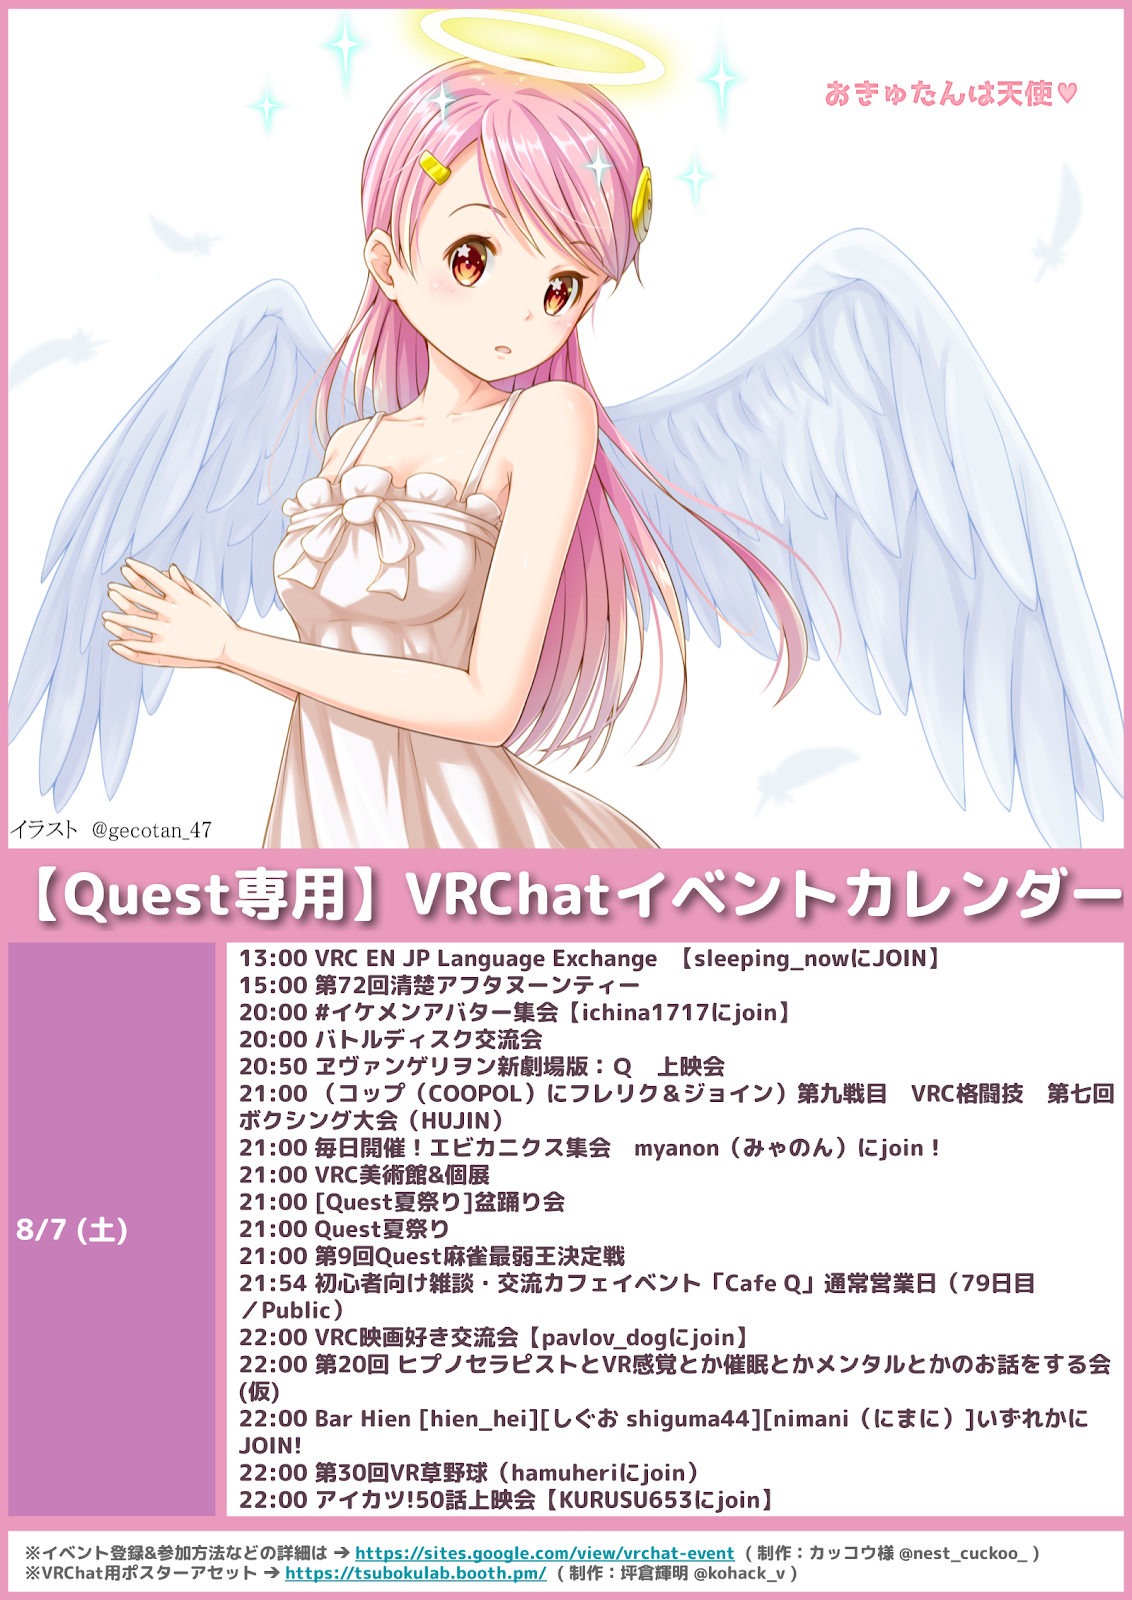 おきゅたんは天使♥
イラスト @gecotan_47
【Quest専用】VRChatイベントカレンダー
8/7 (土)
13:00 VRC EN JP Language Exchange 【sleeping_nowにJOIN】
15:00 第72回清楚アフタヌーンティー
20:00 #イケメンアバター集会【ichina1717にjoin】
20:00 バトルディスク交流会
20:50 ヱヴァンゲリヲン新劇場版：Ｑ　上映会
21:00 （コップ（COOPOL）にフレリク＆ジョイン）第九戦目　VRC格闘技　第七回
ボクシング大会（HUJIN）
21:00 毎日開催！エビカニクス集会　myanon（みゃのん）にjoin！
21:00 VRC美術館&個展
21:00 [Quest夏祭り]盆踊り会
21:00 Quest夏祭り
21:00 第9回Quest麻雀最弱王決定戦
21:54 初心者向け雑談・交流カフェイベント「Cafe Q」通常営業日（79日目
／Public）
22:00 VRC映画好き交流会【pavlov_dogにjoin】
22:00 第20回 ヒプノセラピストとVR感覚とか催眠とかメンタルとかのお話をする会
(仮)
22:00 Bar Hien [hien_hei][しぐお shiguma44][nimani（にまに）]いずれかに
JOIN!
22:00 第30回VR草野球（hamuheriにjoin）
22:00 アイカツ!50話上映会【KURUSU653にjoin】
※イベント登録&参加方法などの詳細は → https://sites.google.com/view/vrchat-event （ 制作：カッコウ様 @nest_cuckoo_ ）
※VRChat用ポスターアセット → https://tsubokulab.booth.pm/ （ 制作：坪倉輝明 @kohack_v ）